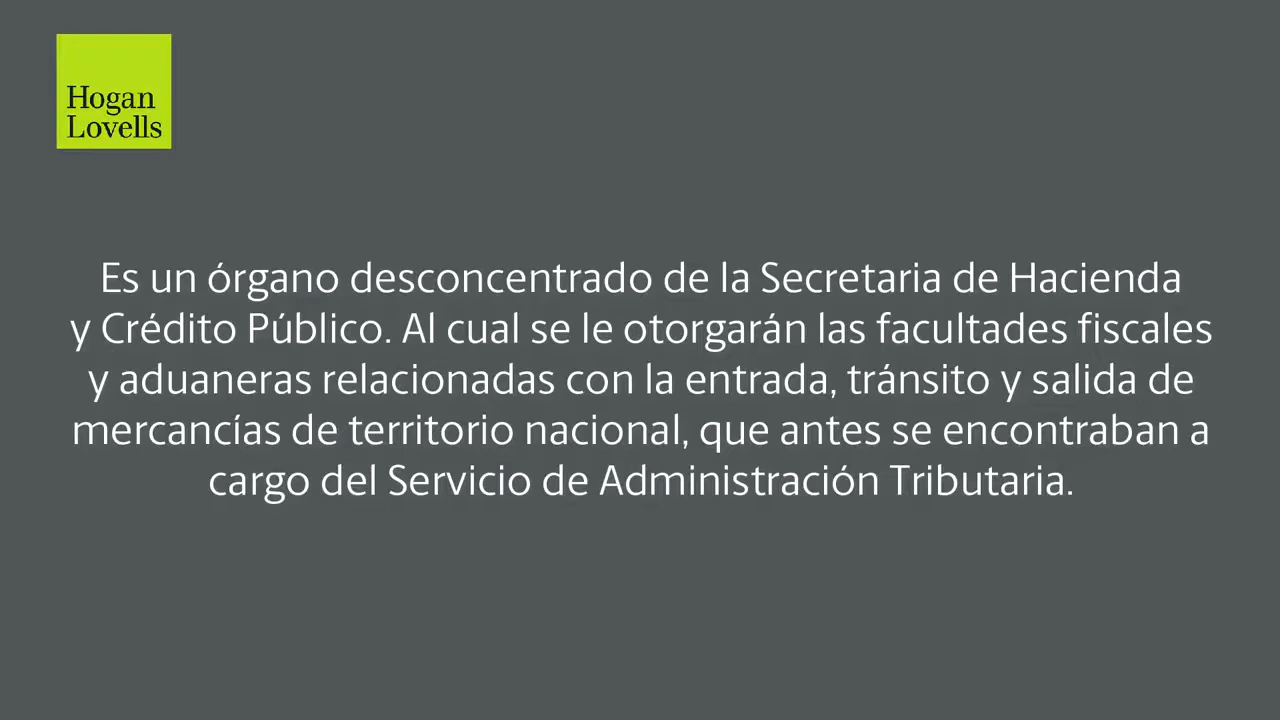 Hogan
Lovells
Es un órgano desconcentrado de la Secretaria de Hacienda
y Crédito Público. Al cual se le otorgarán las facultades fiscales
y aduaneras relacionadas con la entrada, tránsito y salida de
mercancías de territorio nacional, que antes se encontraban a
cargo del Servicio de Administración Tributaria.